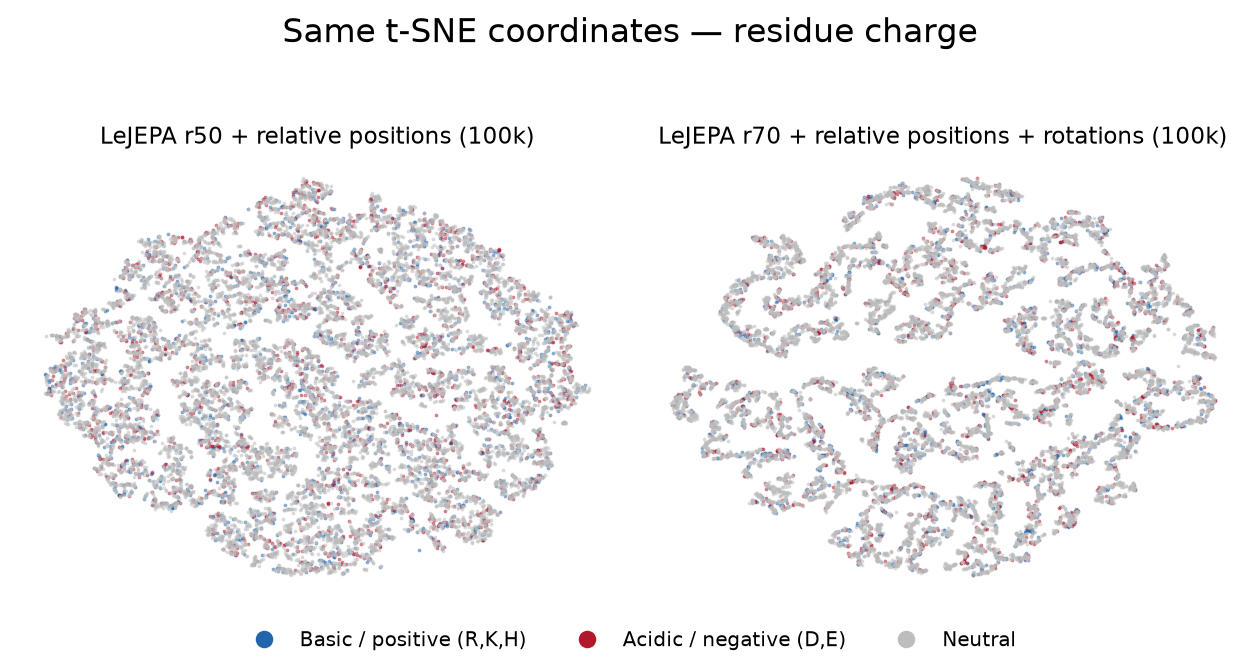 Same t-SNE coordinates — residue charge
LeJEPA r50 + relative positions (100k)
LeJEPA r70 + relative positions + rotations (100k)
Basic / positive (R,K,H)
Acidic / negative (D,E)
Neutral